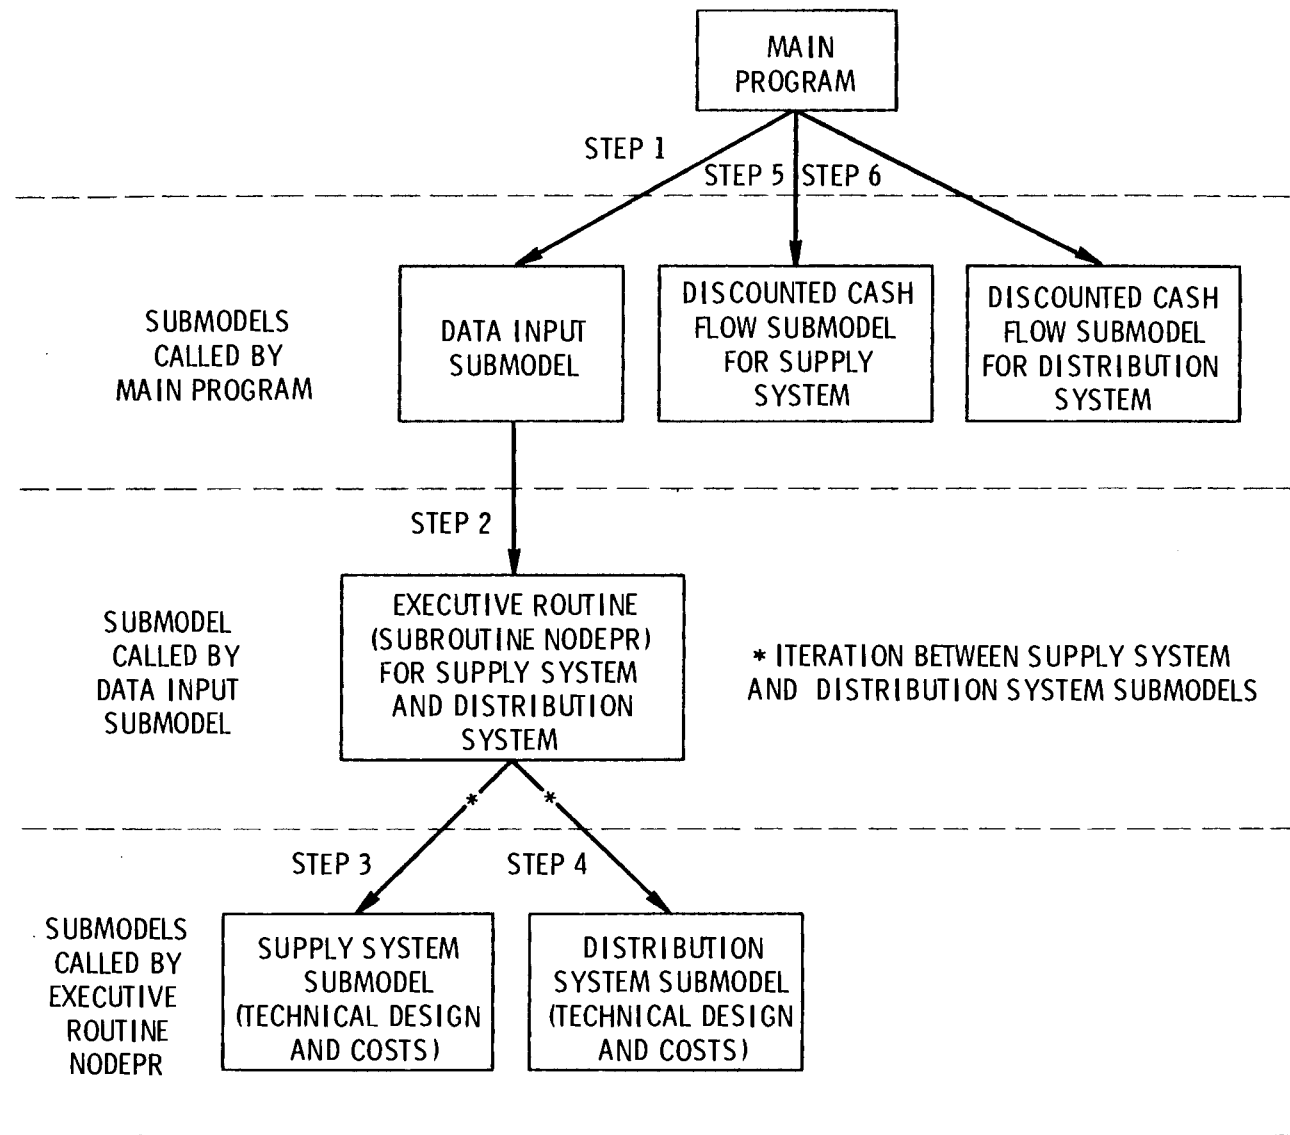 MAIN
PROGRAM
STEP 1
STEP 5
STEP 6
SUBMODELS
CALLED BY
MAIN PROGRAM
DATA INPUT
SUBMODEL
DISCOUNTED CASH
FLOW SUBMODEL
FOR SUPPLY
SYSTEM
DISCOUNTED CASH
FLOW SUBMODEL
FOR DISTRIBUTION
SYSTEM
STEP 2
SUBMODEL
CALLED BY
DATA INPUT
SUBMODEL
EXECUTIVE ROUTINE
(SUBROUTINE NODEPR)
FOR SUPPLY SYSTEM
AND DISTRIBUTION
SYSTEM
* ITERATION BETWEEN SUPPLY SYSTEM
AND DISTRIBUTION SYSTEM SUBMODELS
*
*
STEP 3
STEP 4
SUBMODELS
CALLED BY
EXECUTIVE
ROUTINE
NODEPR
SUPPLY SYSTEM
SUBMODEL
(TECHNICAL DESIGN
AND COSTS)
DISTRIBUTION
SYSTEM SUBMODEL
(TECHNICAL DESIGN
AND COSTS)